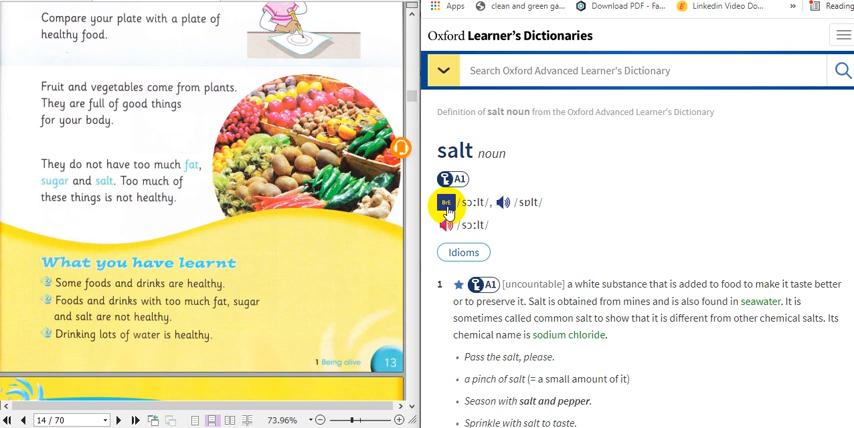 Compare your plate with a plate of
healthy food.
Fruit and vegetables come from plants.
They are full of good things
for your body.
They do not have too much fat,
sugar and salt. Too much of
these things is not healthy.
What you have learnt
Some foods and drinks are healthy.
Foods and drinks with too much fat, sugar
and salt are not healthy.
Drinking lots of water is healthy.
1 Being alive 13
14 / 70
73.96%
Apps clean and green ga... Download PDF - Fa... Linkedin Video Do... » Reading
Oxford Learner's Dictionaries
Search Oxford Advanced Learner's Dictionary
Definition of salt noun from the Oxford Advanced Learner's Dictionary
salt noun
A1
BrE /sɔːlt/, /sɒlt/
/sɔːlt/
Idioms
1 A1 [uncountable] a white substance that is added to food to make it taste better
or to preserve it. Salt is obtained from mines and is also found in seawater. It is
sometimes called common salt to show that it is different from other chemical salts. Its
chemical name is sodium chloride.
• Pass the salt, please.
• a pinch of salt (= a small amount of it)
• Season with salt and pepper.
• Sprinkle with salt to taste.